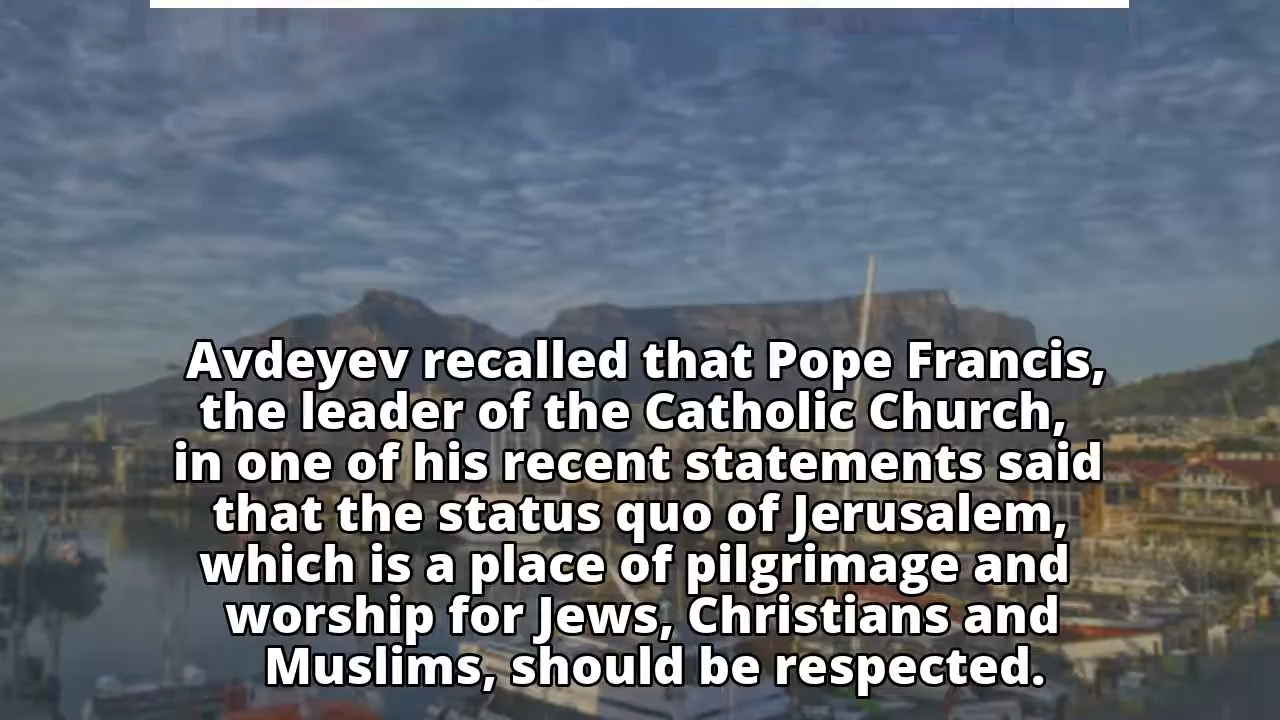 Avdeyev recalled that Pope Francis,
the leader of the Catholic Church,
in one of his recent statements said
that the status quo of Jerusalem,
which is a place of pilgrimage and
worship for Jews, Christians and
Muslims, should be respected.